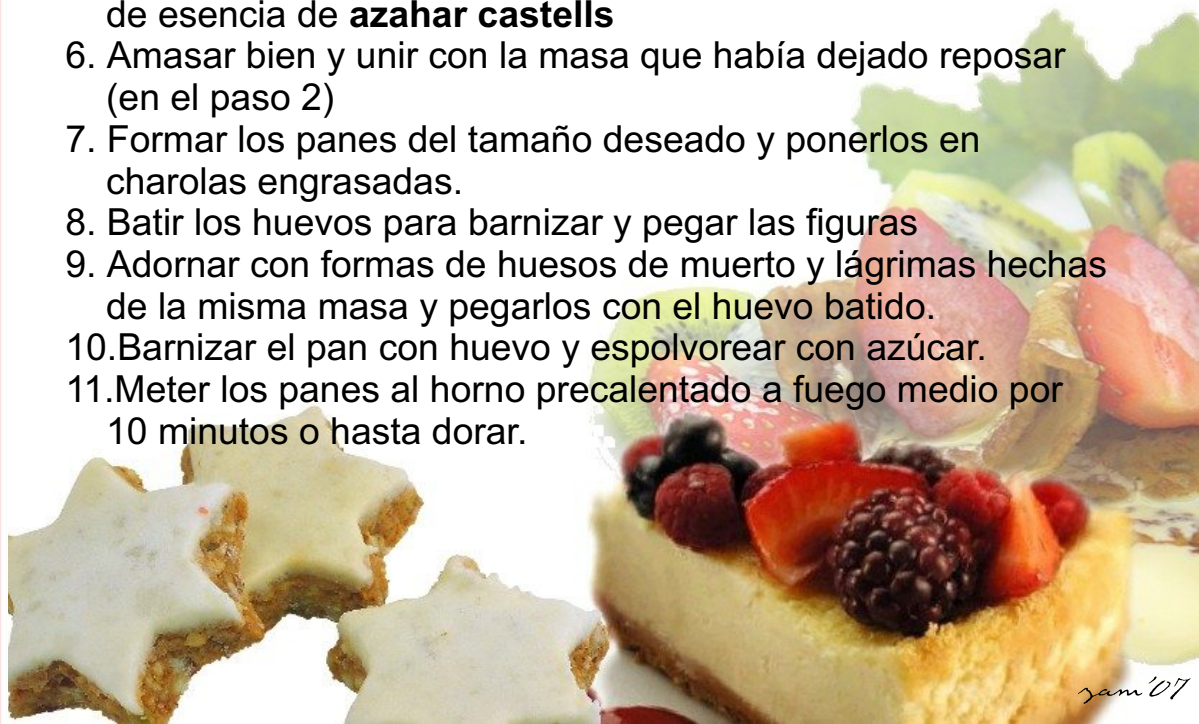 de esencia de azahar castells
6. Amasar bien y unir con la masa que había dejado reposar
(en el paso 2)
7. Formar los panes del tamaño deseado y ponerlos en
charolas engrasadas.
8. Batir los huevos para barnizar y pegar las figuras
9. Adornar con formas de huesos de muerto y lágrimas hechas
de la misma masa y pegarlos con el huevo batido.
10.Barnizar el pan con huevo y espolvorear con azúcar.
11.Meter los panes al horno precalentado a fuego medio por
10 minutos o hasta dorar.
zam'07